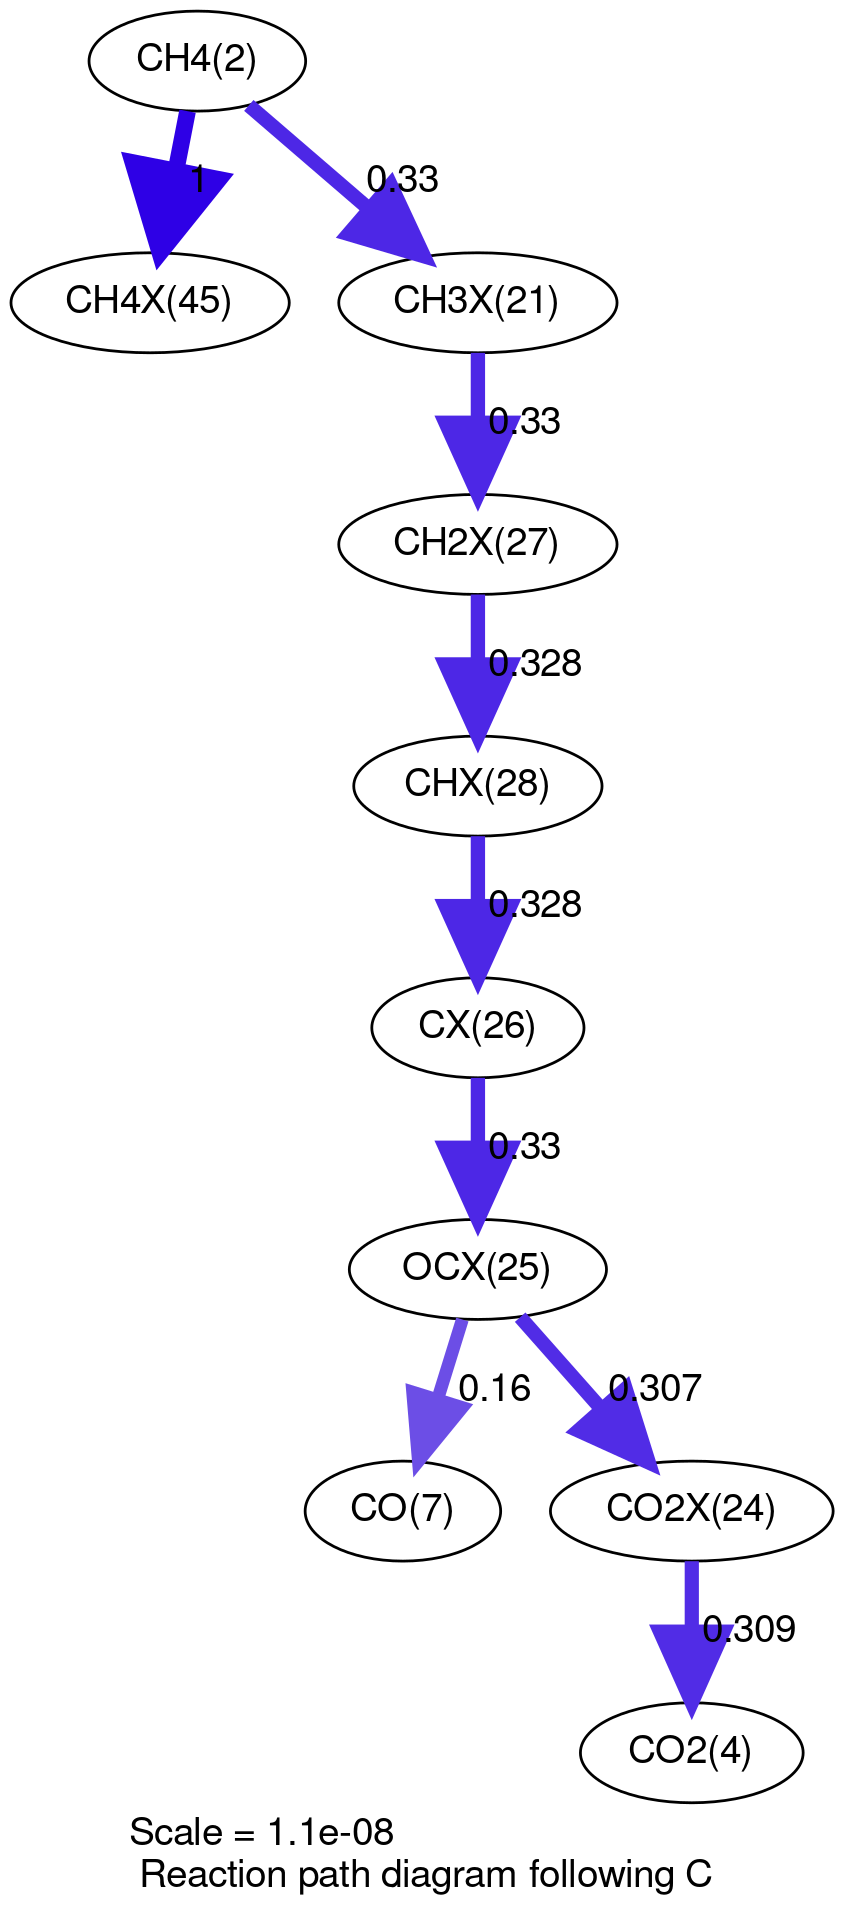 CH4(2)
1
0.33
CH4X(45)
CH3X(21)
0.33
CH2X(27)
0.328
CHX(28)
0.328
CX(26)
0.33
OCX(25)
0.16
0.307
CO(7)
CO2X(24)
0.309
CO2(4)
Scale = 1.1e-08
Reaction path diagram following C